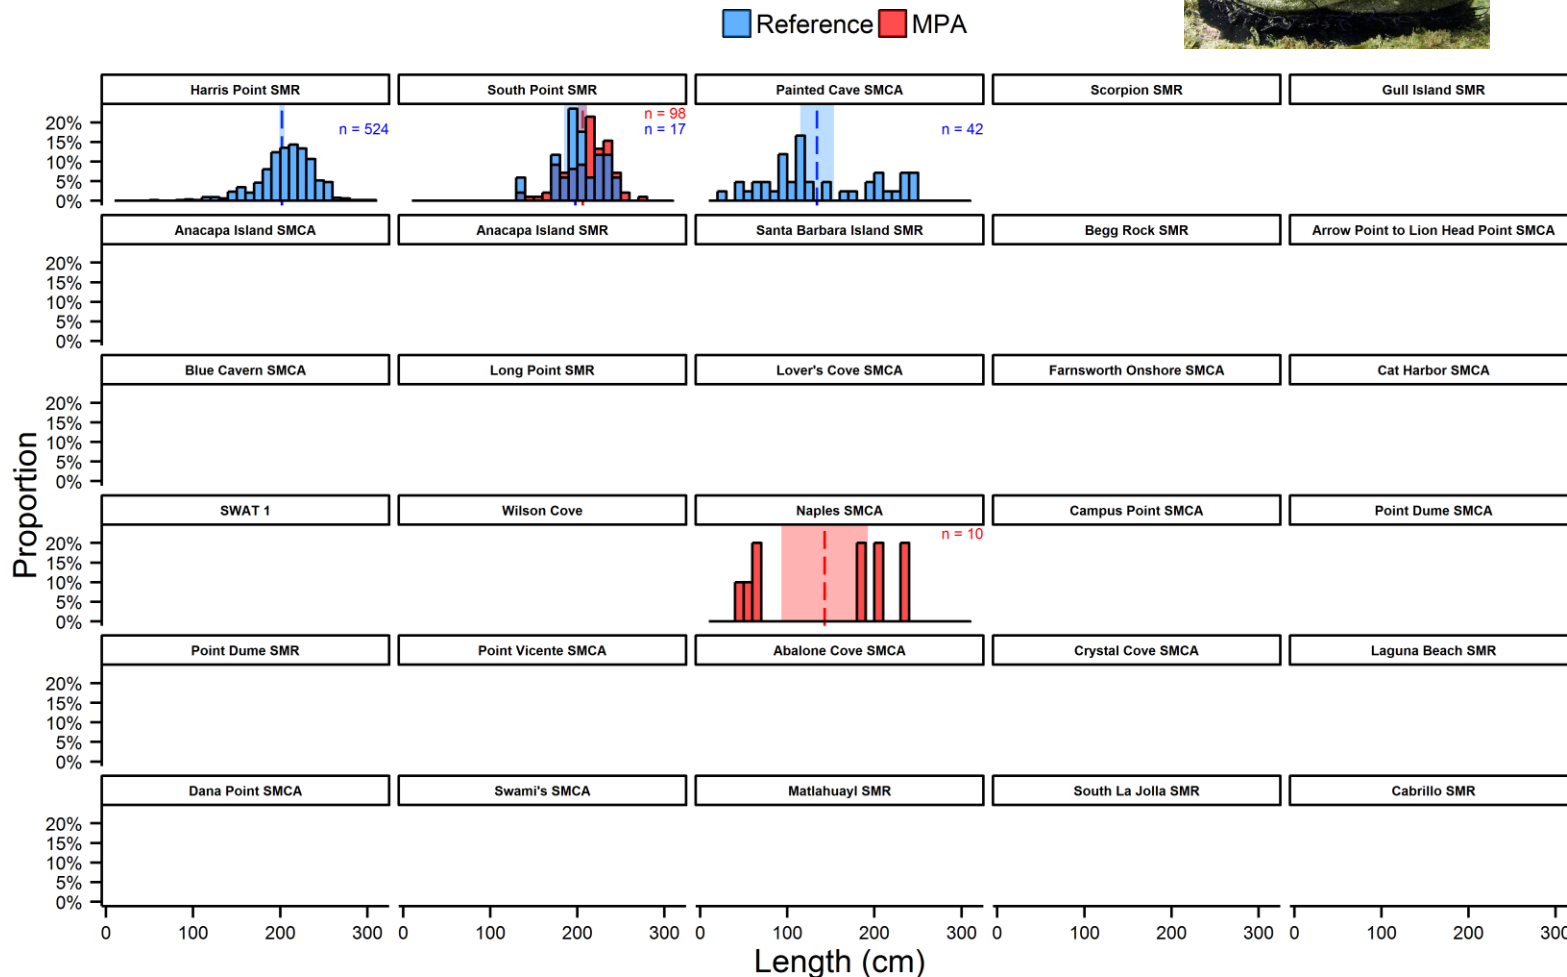 Reference MPA
Harris Point SMR South Point SMR Painted Cave SMCA Scorpion SMR Gull Island SMR
20% n = 524 n = 98 n = 42
15% n = 17
10%
5%
0%
Anacapa Island SMCA Anacapa Island SMR Santa Barbara Island SMR Begg Rock SMR Arrow Point to Lion Head Point SMCA
20%
15%
10%
5%
0%
Blue Cavern SMCA Long Point SMR Lover's Cove SMCA Farnsworth Onshore SMCA Cat Harbor SMCA
20%
15%
10%
5%
0%
Proportion
SWAT 1 Wilson Cove Naples SMCA Campus Point SMCA Point Dume SMCA
20% n = 10
15%
10%
5%
0%
Point Dume SMR Point Vicente SMCA Abalone Cove SMCA Crystal Cove SMCA Laguna Beach SMR
20%
15%
10%
5%
0%
Dana Point SMCA Swami's SMCA Matlahuayl SMR South La Jolla SMR Cabrillo SMR
20%
15%
10%
5%
0%
0 100 200 300 0 100 200 300 0 100 200 300 0 100 200 300 0 100 200 300
Length (cm)